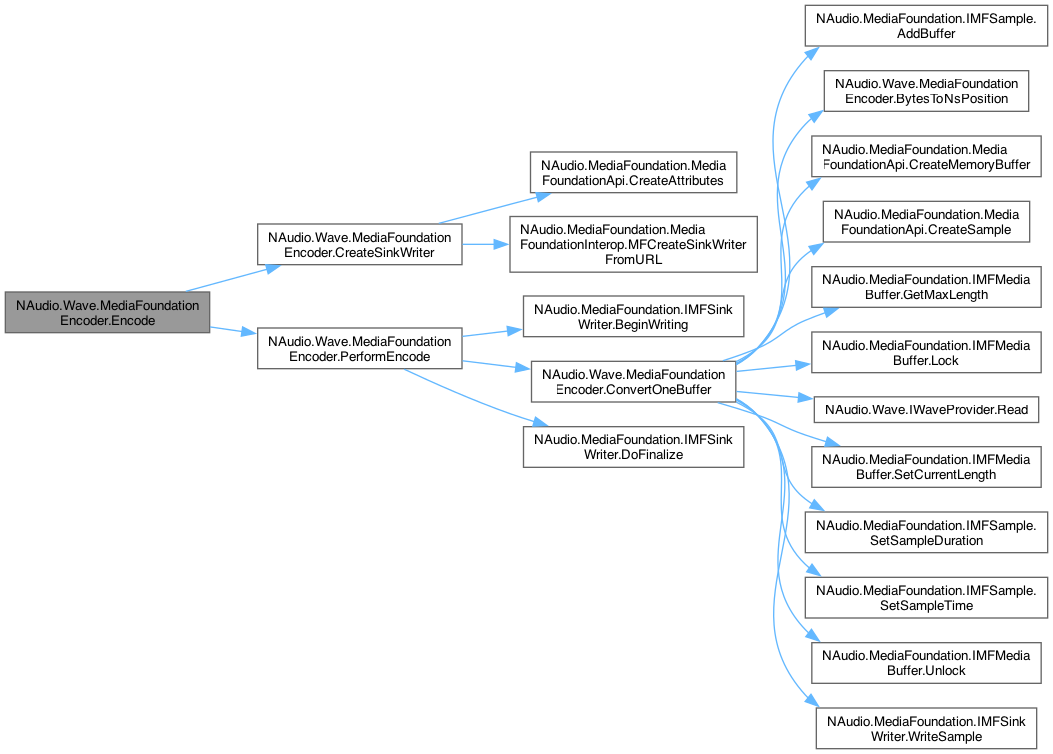 NAudio.Wave.MediaFoundation
Encoder.Encode
NAudio.Wave.MediaFoundation
Encoder.CreateSinkWriter
NAudio.MediaFoundation.Media
FoundationApi.CreateAttributes
NAudio.MediaFoundation.Media
FoundationInterop.MFCreateSinkWriter
FromURL
NAudio.Wave.MediaFoundation
Encoder.PerformEncode
NAudio.MediaFoundation.IMFSink
Writer.BeginWriting
NAudio.Wave.MediaFoundation
Encoder.ConvertOneBuffer
NAudio.MediaFoundation.IMFSink
Writer.DoFinalize
NAudio.MediaFoundation.IMFSample.
AddBuffer
NAudio.Wave.MediaFoundation
Encoder.BytesToNsPosition
NAudio.MediaFoundation.Media
FoundationApi.CreateMemoryBuffer
NAudio.MediaFoundation.Media
FoundationApi.CreateSample
NAudio.MediaFoundation.IMFMedia
Buffer.GetMaxLength
NAudio.MediaFoundation.IMFMedia
Buffer.Lock
NAudio.Wave.IWaveProvider.Read
NAudio.MediaFoundation.IMFMedia
Buffer.SetCurrentLength
NAudio.MediaFoundation.IMFSample.
SetSampleDuration
NAudio.MediaFoundation.IMFSample.
SetSampleTime
NAudio.MediaFoundation.IMFMedia
Buffer.Unlock
NAudio.MediaFoundation.IMFSink
Writer.WriteSample